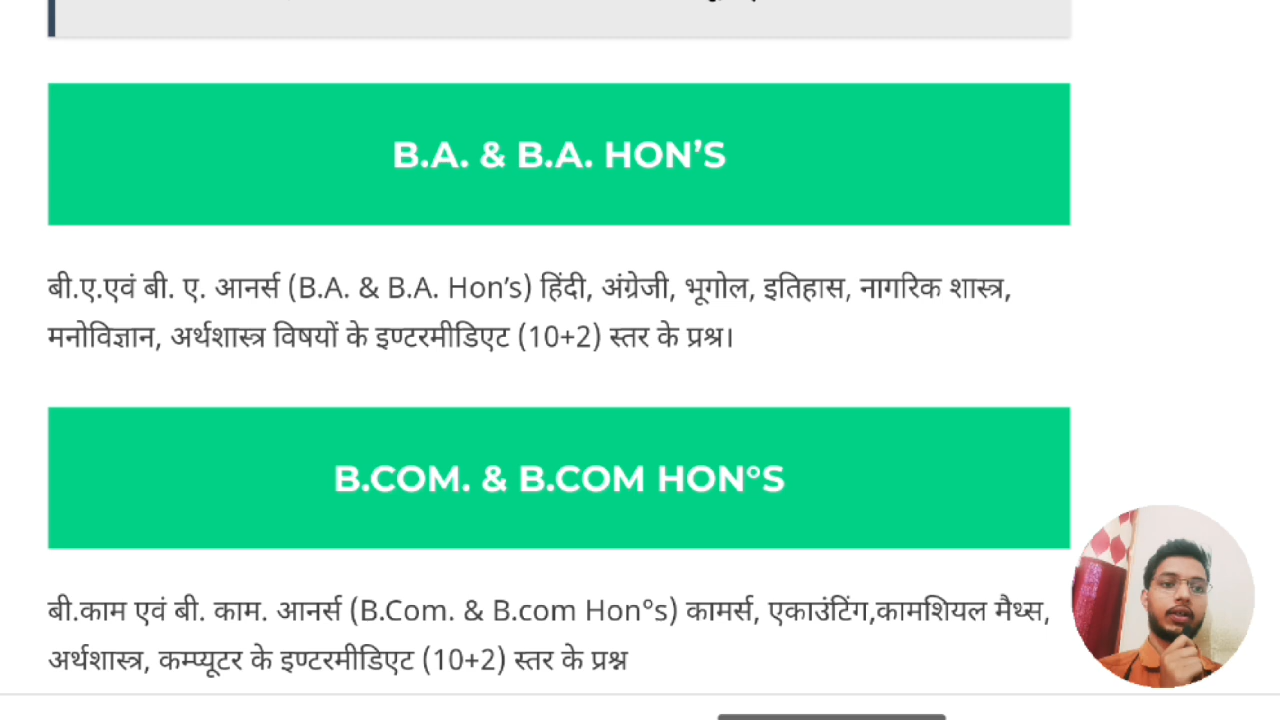 B.A. & B.A. HON’S
बी.ए.एवं बी. ए. आनर्स (B.A. & B.A. Hon’s) हिंदी, अंग्रेजी, भूगोल, इतिहास, नागरिक शास्त्र,
मनोविज्ञान, अर्थशास्त्र विषयों के इण्टरमीडिएट (10+2) स्तर के प्रश्न।
B.COM. & B.COM HON°S
बी.काम एवं बी. काम. आनर्स (B.Com. & B.com Hon°s) कामर्स, एकाउंटिंग,कामशियल मैथ्स,
अर्थशास्त्र, कम्प्यूटर के इण्टरमीडिएट (10+2) स्तर के प्रश्न